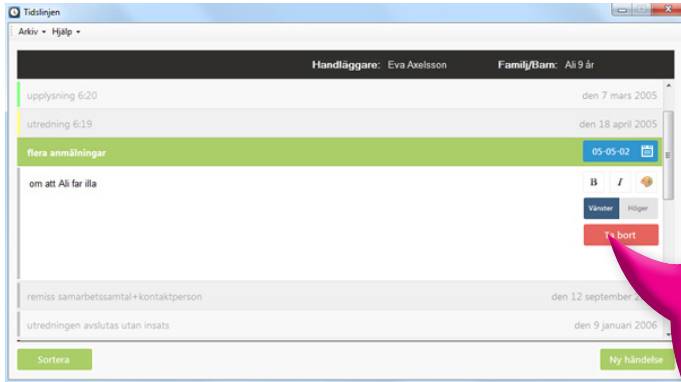 Tidslinjen
Arkiv Hjälp
Handläggare: Eva Axelsson Familj/Barn: Ali 9 år
upplysning 6:20 den 7 mars 2005
utredning 6:19 den 18 april 2005
flera anmälningar 05-05-02
om att Ali far illa B I
Vänster Höger
Ta bort
remiss samarbetssamtal+kontaktperson den 12 september
utredningen avslutas utan insats den 9 januari 2006
Sortera Ny händelse